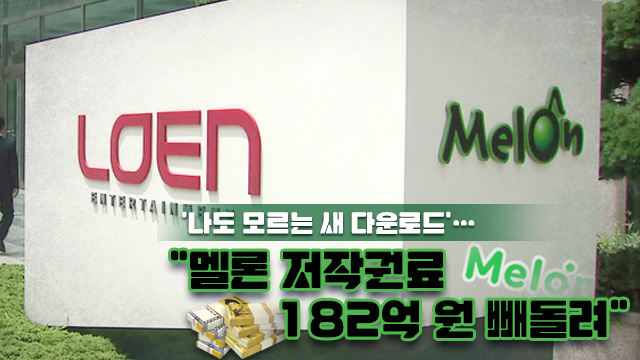 LOEN
ENTERTAINMENT
Melon
'나도 모르는 새 다운로드'…
"멜론 저작권료
Melon
182억 원 빼돌려"